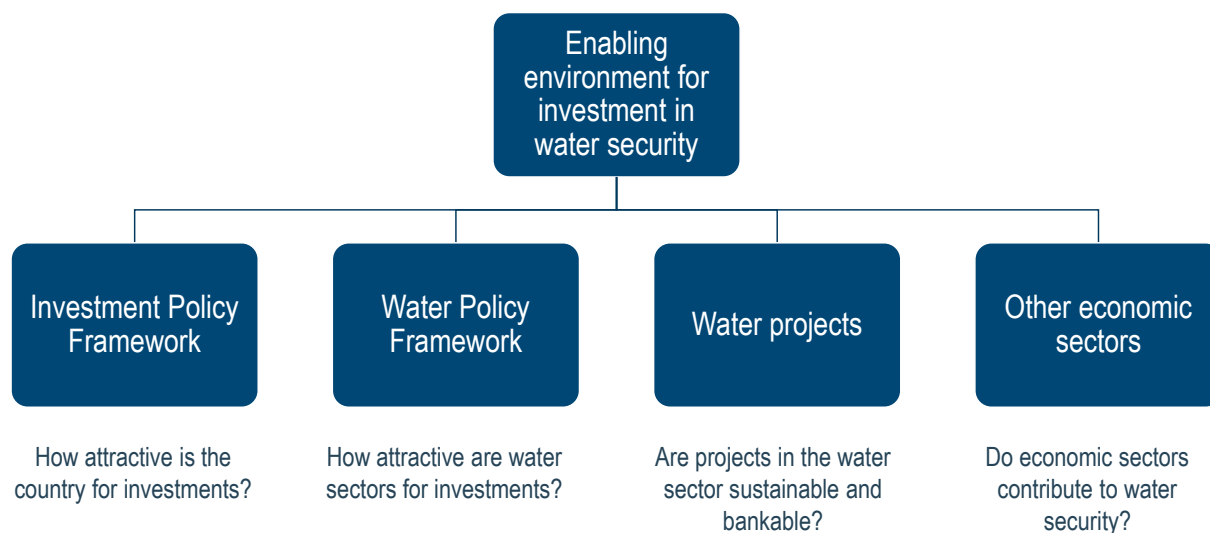 Enabling
environment for
investment in
water security
Investment Policy
Framework
Water Policy
Framework
Water projects
Other economic
sectors
How attractive is the
country for investments?
How attractive are water
sectors for investments?
Are projects in the water
sector sustainable and
bankable?
Do economic sectors
contribute to water
security?